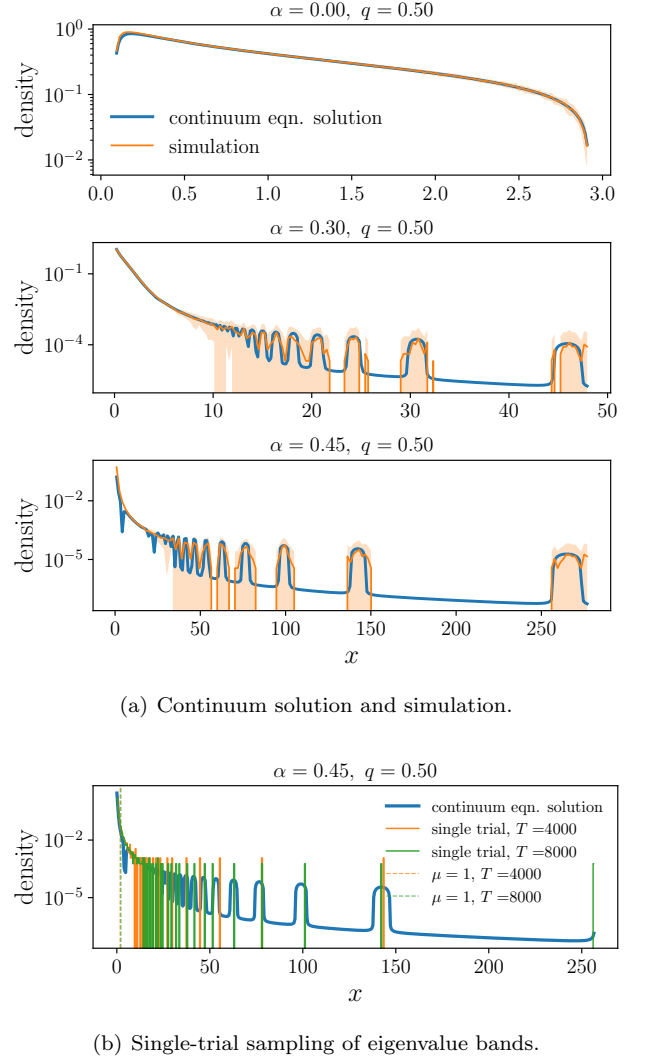 α = 0.00, q = 0.50
10⁰
10⁻¹
10⁻²
density
continuum eqn. solution
simulation
0.0 0.5 1.0 1.5 2.0 2.5 3.0
α = 0.30, q = 0.50
10⁻¹
10⁻⁴
density
0 10 20 30 40 50
α = 0.45, q = 0.50
10⁻²
10⁻⁵
density
0 50 100 150 200 250
x
(a) Continuum solution and simulation.
α = 0.45, q = 0.50
10⁻²
10⁻⁵
density
continuum eqn. solution
single trial, T =4000
single trial, T =8000
μ = 1, T =4000
μ = 1, T =8000
0 50 100 150 200 250
x
(b) Single-trial sampling of eigenvalue bands.